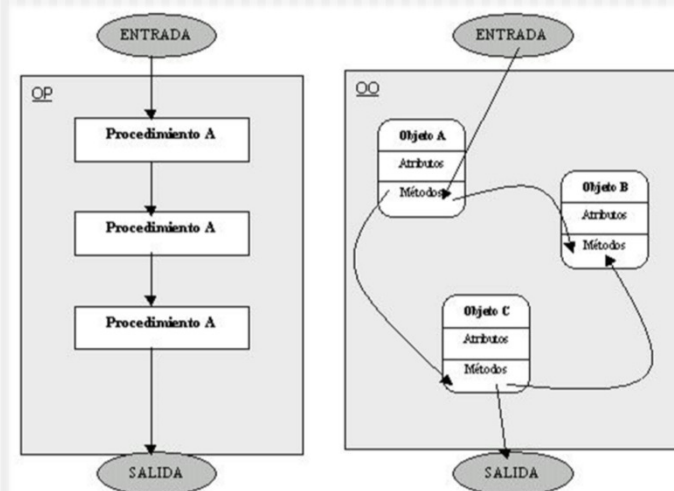 ENTRADA
OP
Procedimiento A
Procedimiento A
Procedimiento A
SALIDA
ENTRADA
OO
Objeto A
Atributos
Métodos
Objeto B
Atributos
Métodos
Objeto C
Atributos
Métodos
SALIDA